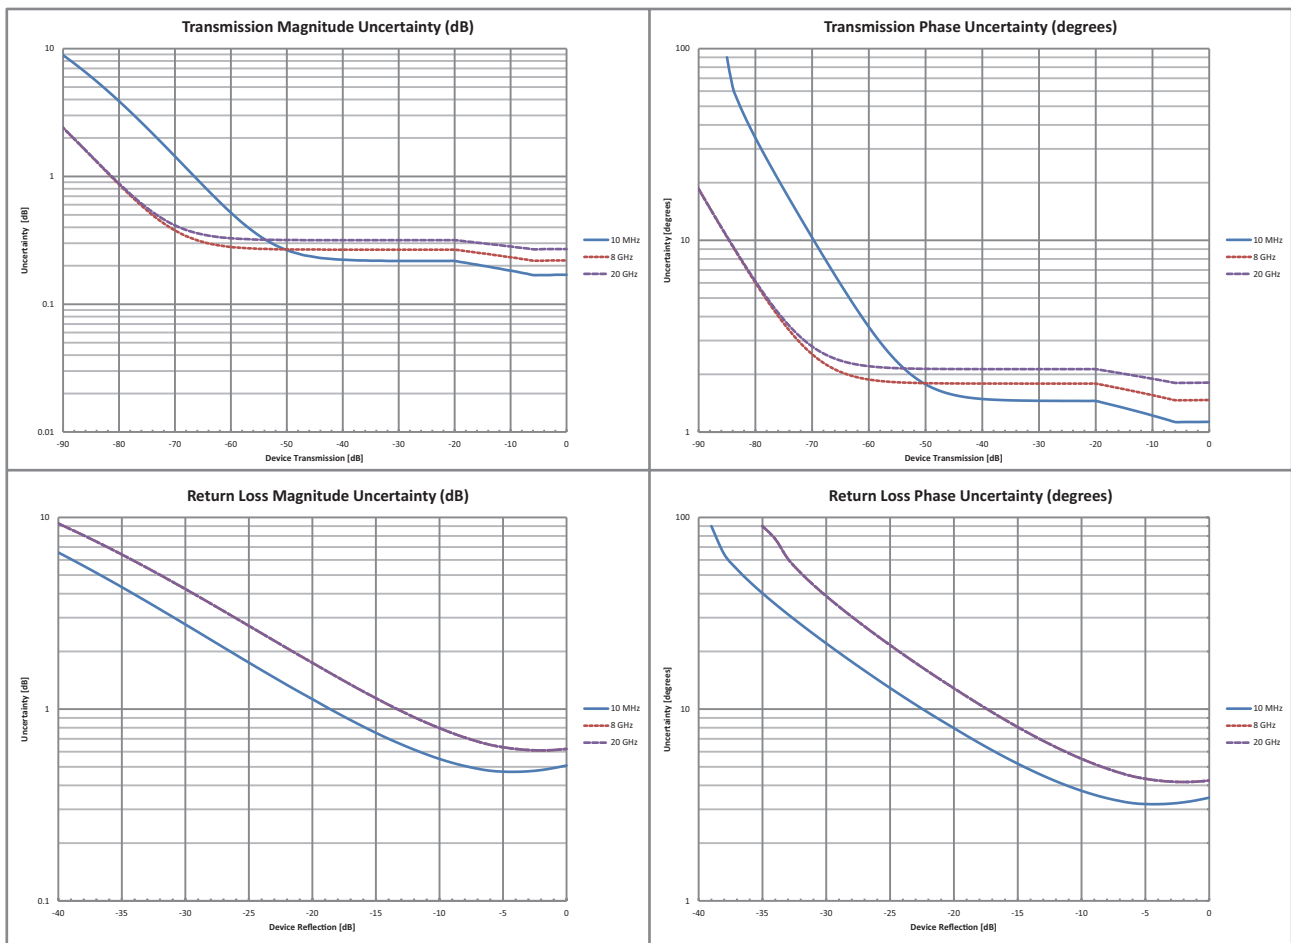 Transmission Magnitude Uncertainty (dB)
10
1
0.1
0.01
Uncertainty [dB]
-90 -80 -70 -60 -50 -40 -30 -20 -10 0
Device Transmission [dB]
10 MHz
8 GHz
20 GHz
Transmission Phase Uncertainty (degrees)
100
10
1
Uncertainty [degrees]
-90 -80 -70 -60 -50 -40 -30 -20 -10 0
Device Transmission [dB]
10 MHz
8 GHz
20 GHz
Return Loss Magnitude Uncertainty (dB)
10
1
0.1
Uncertainty [dB]
-40 -35 -30 -25 -20 -15 -10 -5 0
Device Reflection [dB]
10 MHz
8 GHz
20 GHz
Return Loss Phase Uncertainty (degrees)
100
10
1
Uncertainty [degrees]
-40 -35 -30 -25 -20 -15 -10 -5 0
Device Reflection [dB]
10 MHz
8 GHz
20 GHz